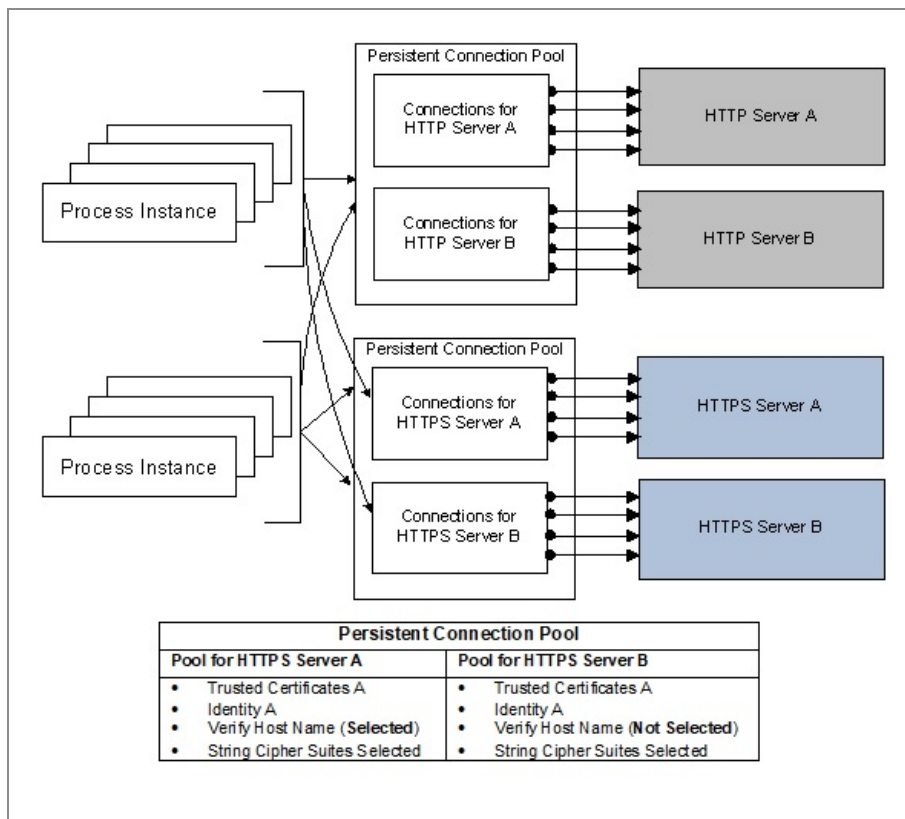 Persistent Connection Pool
Connections for
HTTP Server A
HTTP Server A
Process Instance
Connections for
HTTP Server B
HTTP Server B
Persistent Connection Pool
Connections for
HTTPS Server A
HTTPS Server A
Process Instance
Connections for
HTTPS Server B
HTTPS Server B
Persistent Connection Pool
Pool for HTTPS Server A
• Trusted Certificates A
• Identity A
• Verify Host Name (Selected)
• String Cipher Suites Selected
Pool for HTTPS Server B
• Trusted Certificates A
• Identity A
• Verify Host Name (Not Selected)
• String Cipher Suites Selected